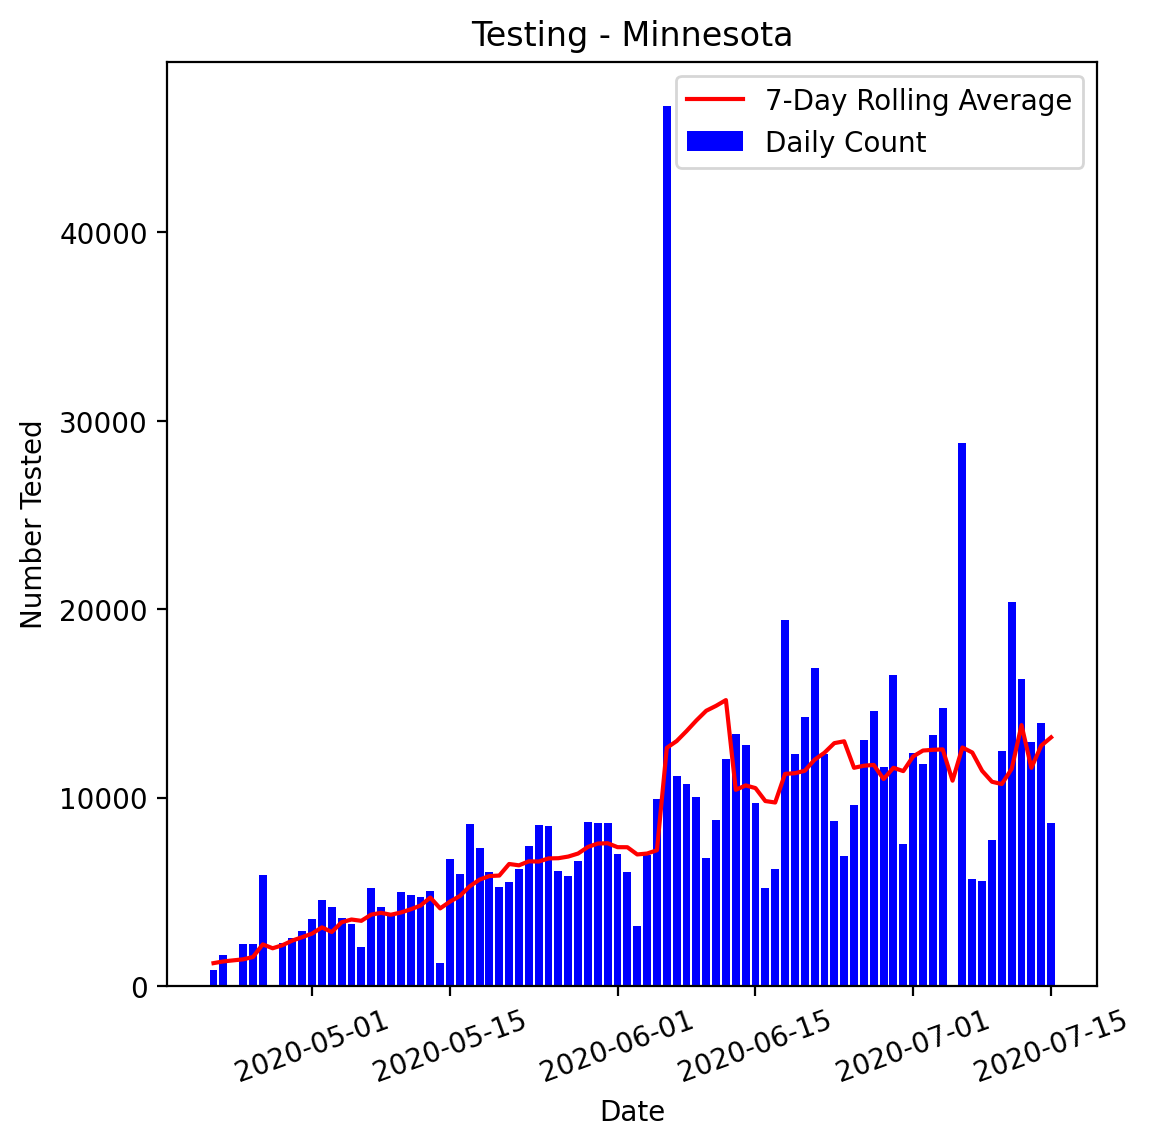 Testing - Minnesota
7-Day Rolling Average
Daily Count
Number Tested
40000
30000
20000
10000
0
2020-05-01
2020-05-15
2020-06-01
2020-06-15
2020-07-01
2020-07-15
Date